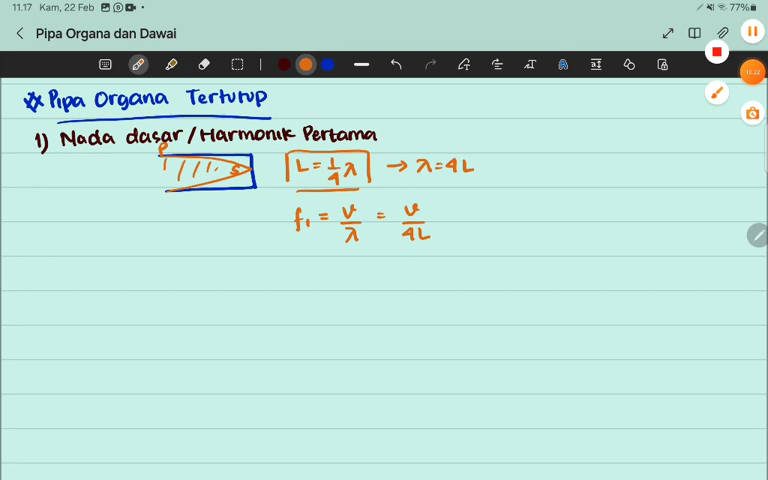 11.17 Kam, 22 Feb
77%
Pipa Organa dan Dawai
Pipa Organa Tertutup
1) Nada dasar / Harmonik Pertama
P
S
L = 1/4 λ → λ = 4L
f₁ = v/λ = v/4L